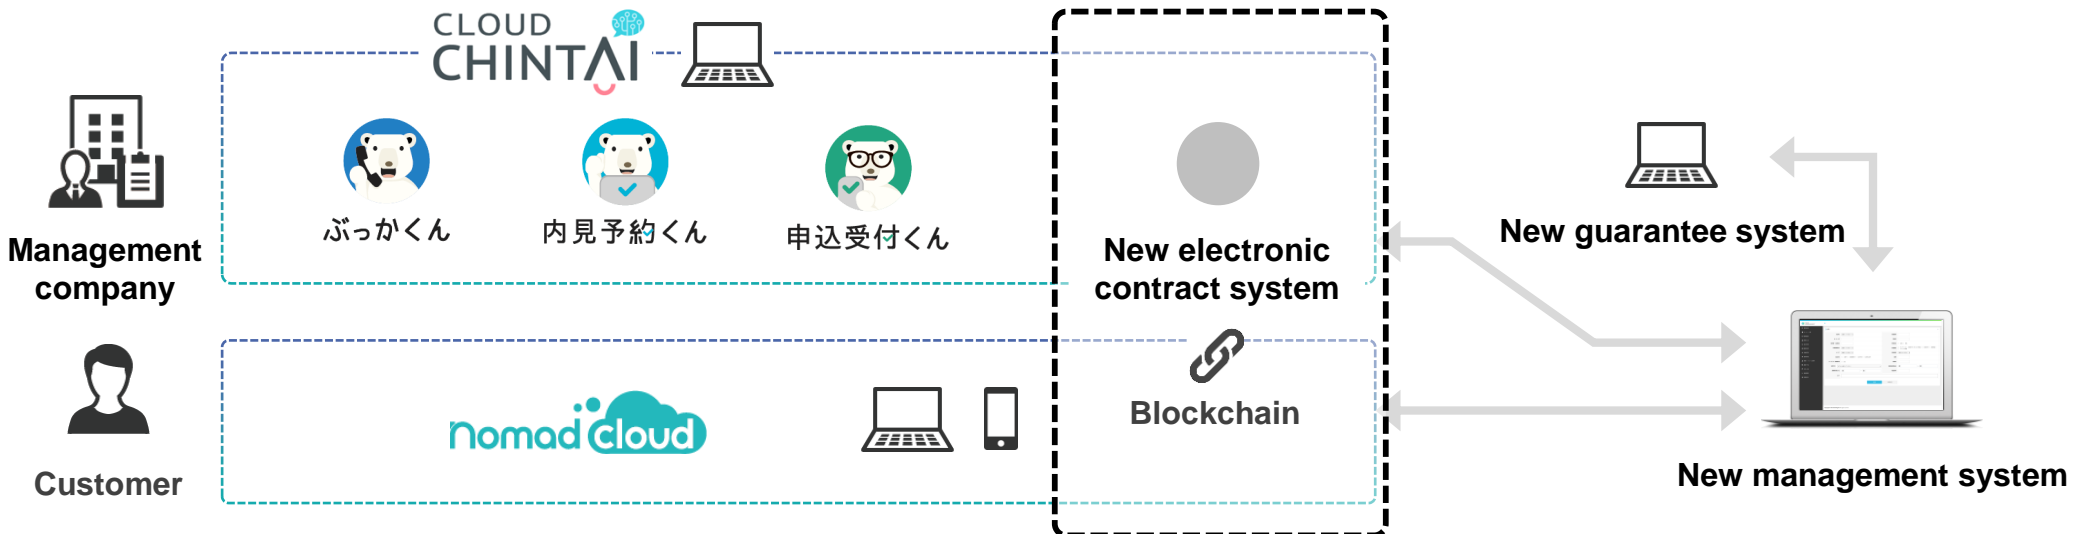 CLOUD
CHINTAI
Management
company
ぶっかくん
内見予約くん
申込受付くん
New electronic
contract system
New guarantee system
Customer
nomad cloud
Blockchain
New management system